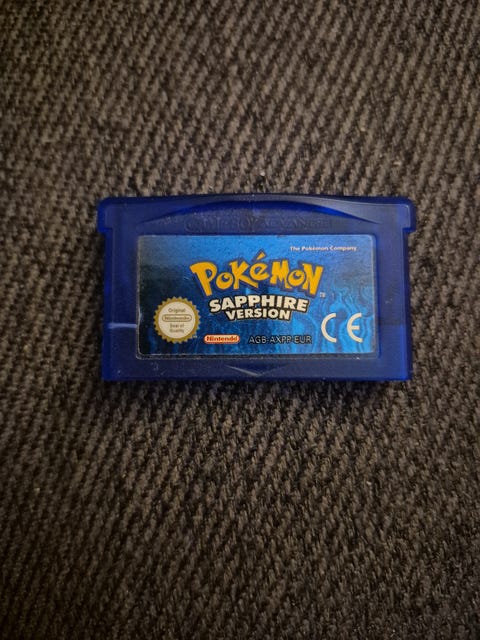 GAME BOY ADVANCE
The Pokémon Company
POKéMON
SAPPHIRE
VERSION
TM
Original
Nintendo
Seal of
Quality
Nintendo
AGB-AXPP-EUR
CE